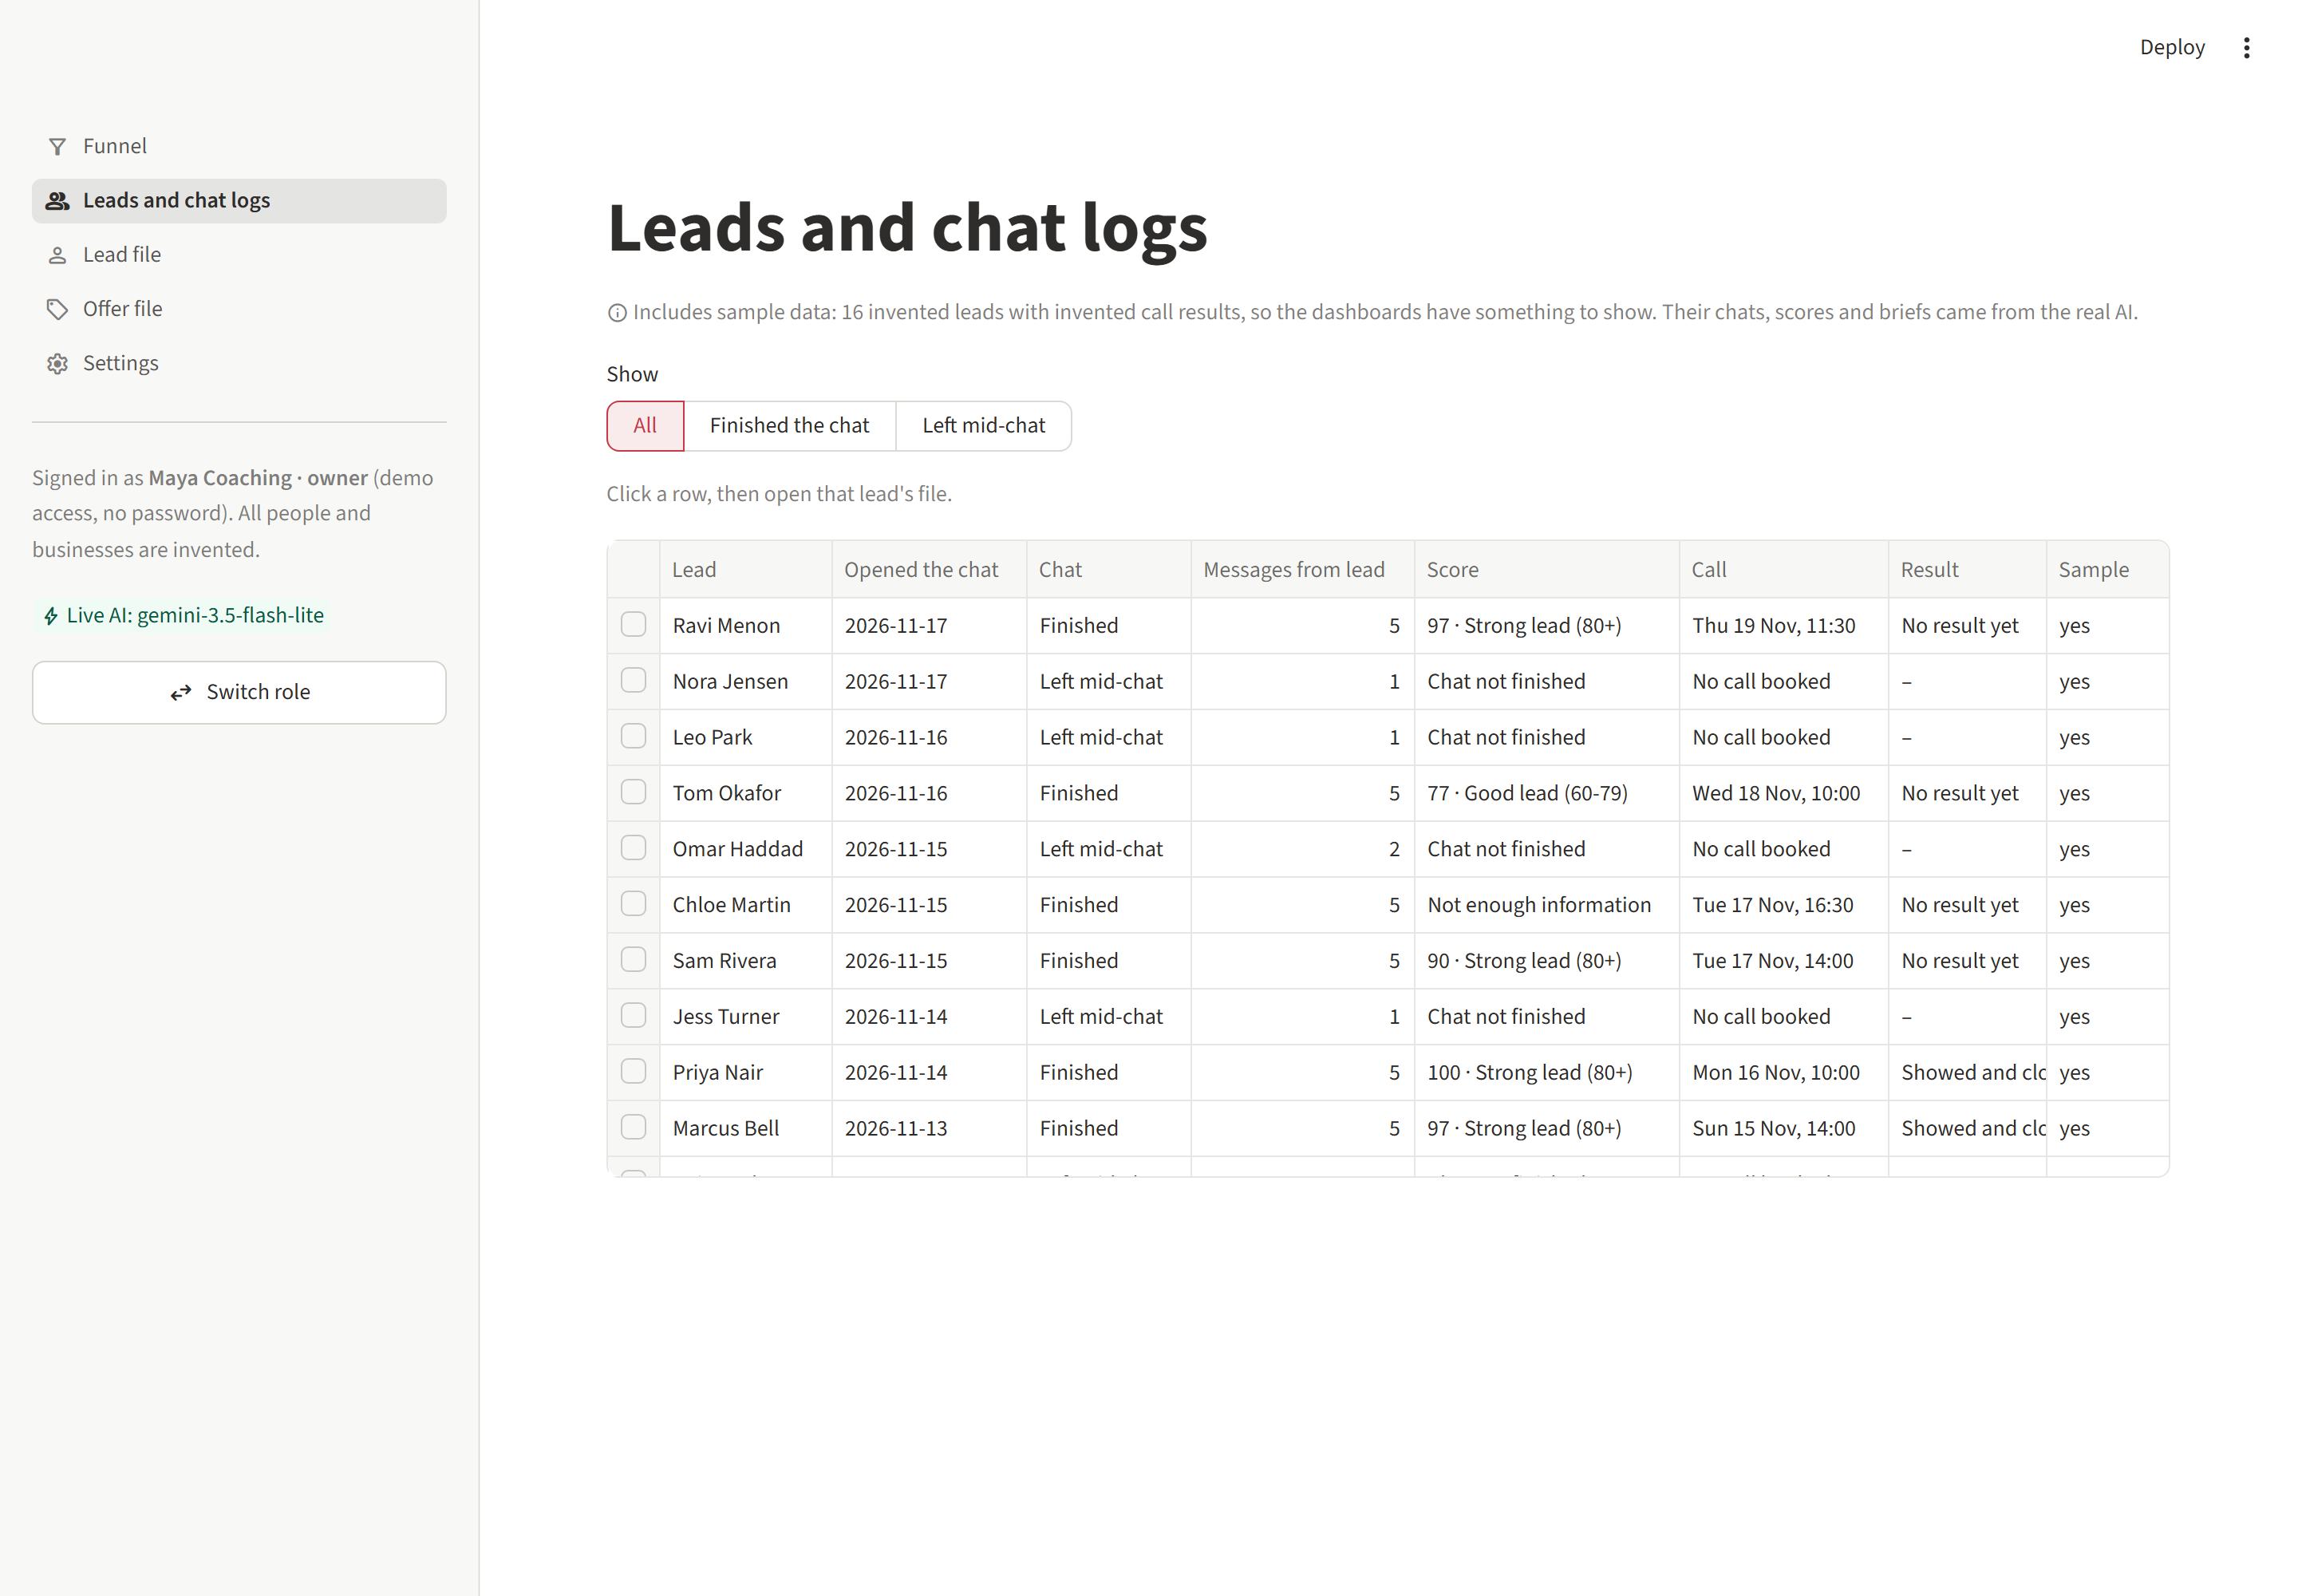 Deploy
Funnel
Leads and chat logs
Lead file
Offer file
Settings
Signed in as Maya Coaching · owner (demo
access, no password). All people and
businesses are invented.
Live AI: gemini-3.5-flash-lite
Switch role
Leads and chat logs
Includes sample data: 16 invented leads with invented call results, so the dashboards have something to show. Their chats, scores and briefs came from the real AI.
Show
All Finished the chat Left mid-chat
Click a row, then open that lead's file.
Lead Opened the chat Chat Messages from lead Score Call Result Sample
Ravi Menon 2026-11-17 Finished 5 97 · Strong lead (80+) Thu 19 Nov, 11:30 No result yet yes
Nora Jensen 2026-11-17 Left mid-chat 1 Chat not finished No call booked – yes
Leo Park 2026-11-16 Left mid-chat 1 Chat not finished No call booked – yes
Tom Okafor 2026-11-16 Finished 5 77 · Good lead (60-79) Wed 18 Nov, 10:00 No result yet yes
Omar Haddad 2026-11-15 Left mid-chat 2 Chat not finished No call booked – yes
Chloe Martin 2026-11-15 Finished 5 Not enough information Tue 17 Nov, 16:30 No result yet yes
Sam Rivera 2026-11-15 Finished 5 90 · Strong lead (80+) Tue 17 Nov, 14:00 No result yet yes
Jess Turner 2026-11-14 Left mid-chat 1 Chat not finished No call booked – yes
Priya Nair 2026-11-14 Finished 5 100 · Strong lead (80+) Mon 16 Nov, 10:00 Showed and clo yes
Marcus Bell 2026-11-13 Finished 5 97 · Strong lead (80+) Sun 15 Nov, 14:00 Showed and clo yes